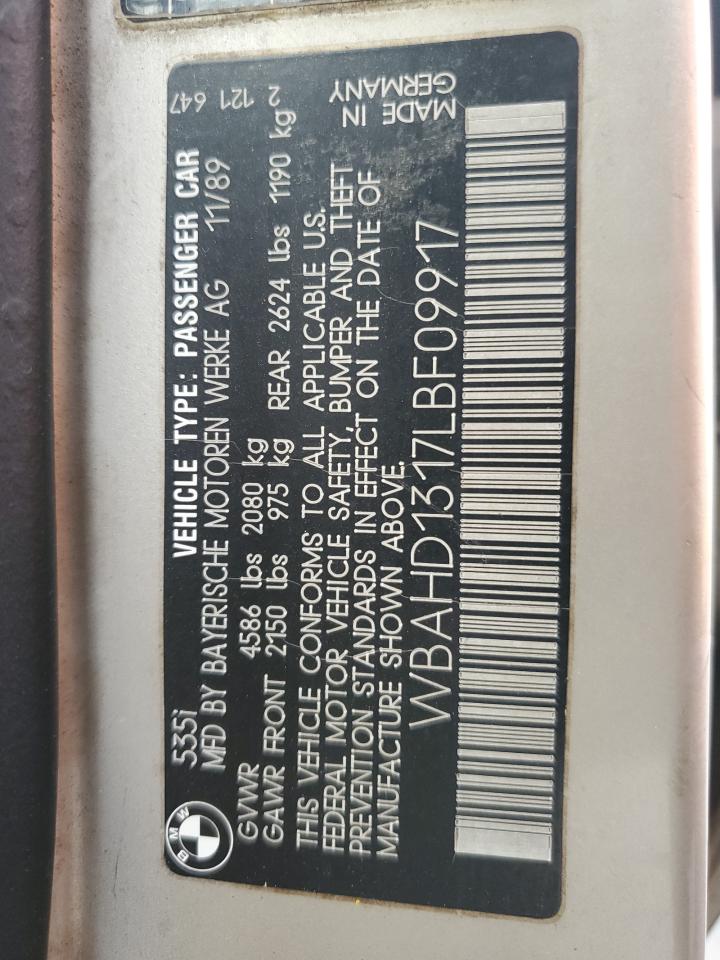 BMW
535i VEHICLE TYPE: PASSENGER CAR 2 121 647
MFD BY BAYERISCHE MOTOREN WERKE AG 11/89
GVWR 4586 lbs 2080 kg
GAWR FRONT 2150 lbs 975 kg REAR 2624 lbs 1190 kg
THIS VEHICLE CONFORMS TO ALL APPLICABLE U.S.
FEDERAL MOTOR VEHICLE SAFETY, BUMPER AND THEFT
PREVENTION STANDARDS IN EFFECT ON THE DATE OF
MANUFACTURE SHOWN ABOVE.
MADE IN
GERMANY
WBAHD1317LBF09917